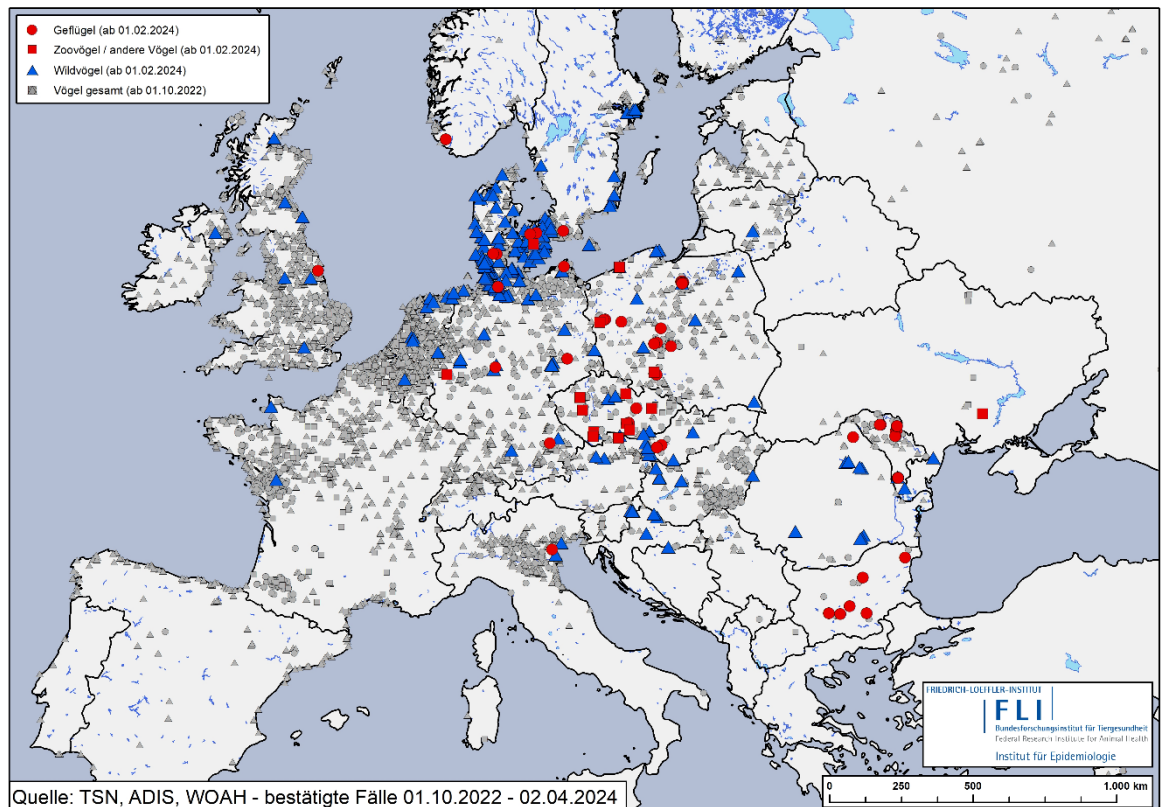 Geflügel (ab 01.02.2024)
Zoovögel / andere Vögel (ab 01.02.2024)
Wildvögel (ab 01.02.2024)
Vögel gesamt (ab 01.10.2022)
FRIEDRICH-LOEFFLER-INSTITUT
FLI
Bundesforschungsinstitut für Tiergesundheit
Federal Research Institute for Animal Health
Institut für Epidemiologie
Quelle: TSN, ADIS, WOAH - bestätigte Fälle 01.10.2022 - 02.04.2024
0 250 500 1.000 km